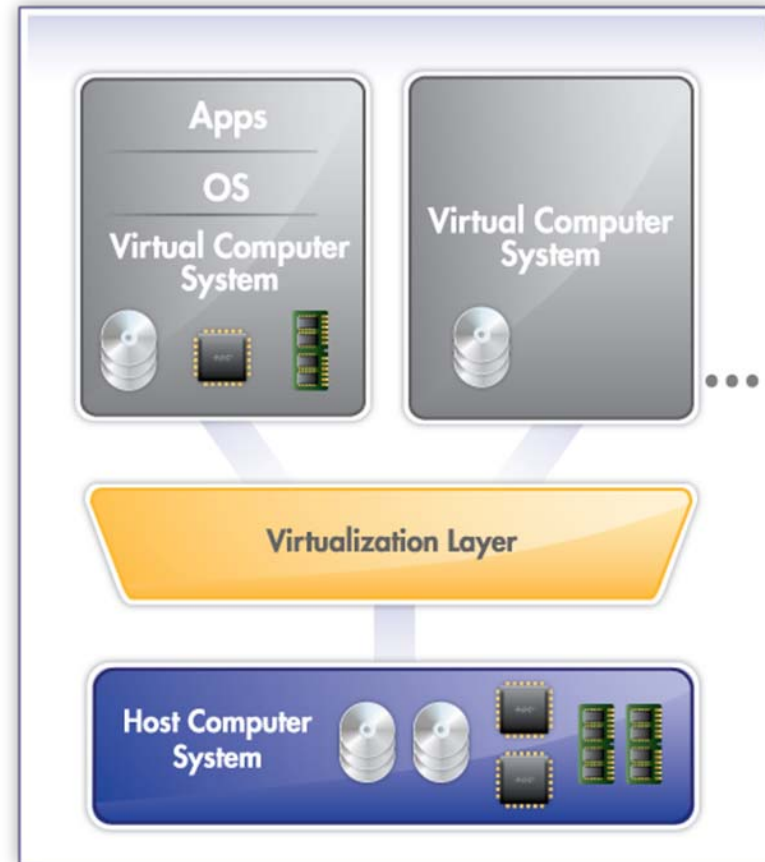 Apps
OS
Virtual Computer
System
Virtual Computer
System
...
Virtualization Layer
Host Computer
System